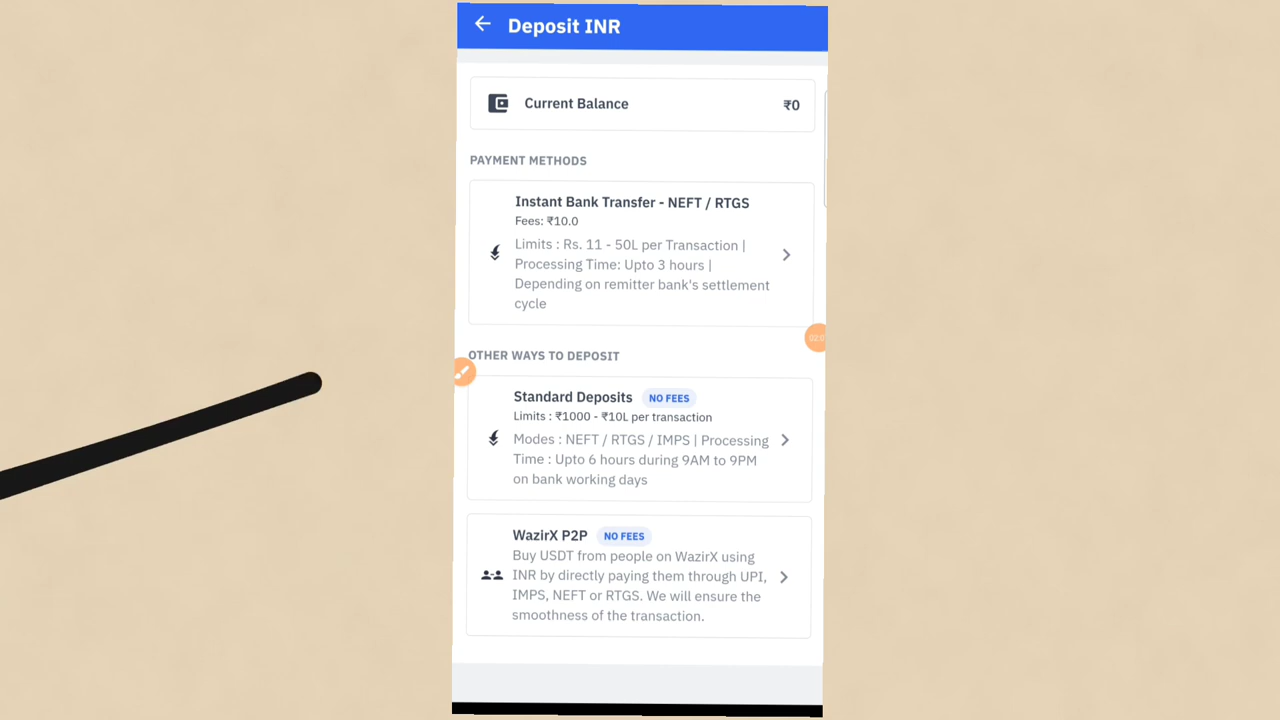 Deposit INR
Current Balance ₹0
PAYMENT METHODS
Instant Bank Transfer - NEFT / RTGS
Fees: ₹10.0
Limits : Rs. 11 - 50L per Transaction |
Processing Time: Upto 3 hours |
Depending on remitter bank's settlement
cycle
OTHER WAYS TO DEPOSIT
Standard Deposits NO FEES
Limits : ₹1000 - ₹10L per transaction
Modes : NEFT / RTGS / IMPS | Processing
Time : Upto 6 hours during 9AM to 9PM
on bank working days
WazirX P2P NO FEES
Buy USDT from people on WazirX using
INR by directly paying them through UPI,
IMPS, NEFT or RTGS. We will ensure the
smoothness of the transaction.